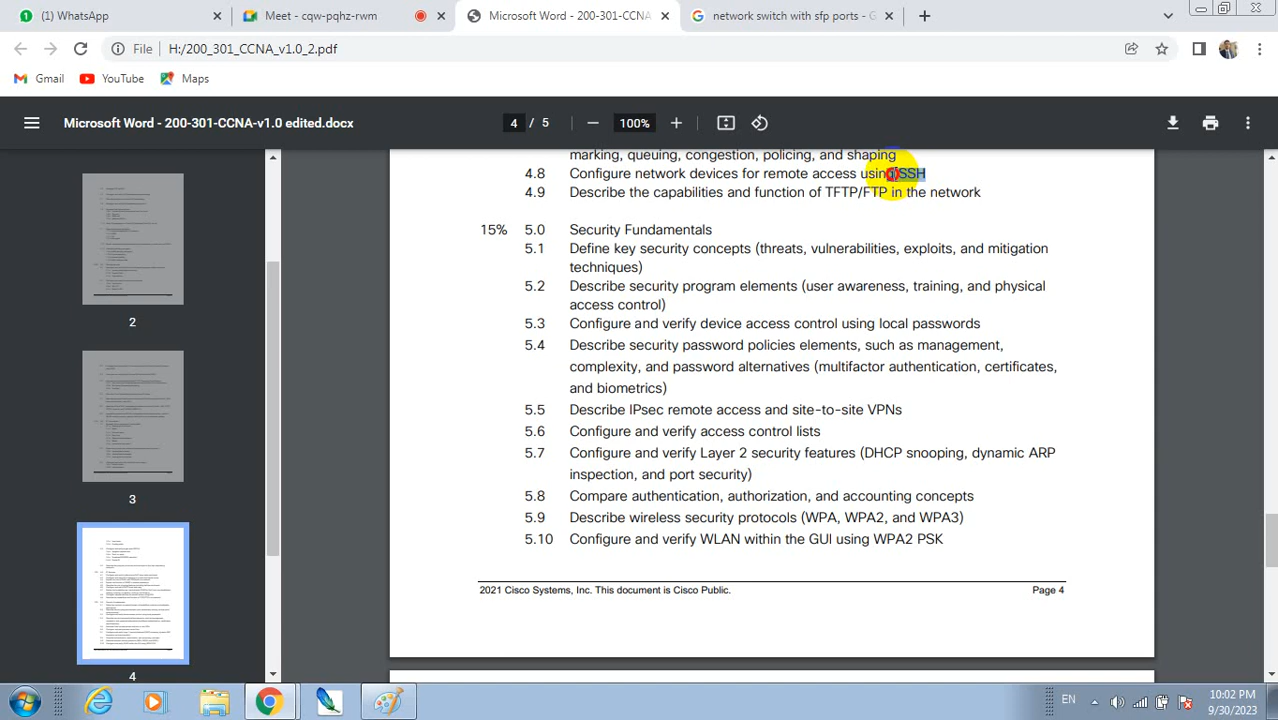 (1) WhatsApp
Meet - cqw-pqhz-rwm
Microsoft Word - 200-301-CCNA-
network switch with sfp ports - G
File
H:/200_301_CCNA_v1.0_2.pdf
Gmail
YouTube
Maps
Microsoft Word - 200-301-CCNA-v1.0 edited.docx
4 / 5
100%
2
3
4
marking, queuing, congestion, policing, and shaping
4.8 Configure network devices for remote access using SSH
4.9 Describe the capabilities and function of TFTP/FTP in the network
15% 5.0 Security Fundamentals
5.1 Define key security concepts (threats, vulnerabilities, exploits, and mitigation
techniques)
5.2 Describe security program elements (user awareness, training, and physical
access control)
5.3 Configure and verify device access control using local passwords
5.4 Describe security password policies elements, such as management,
complexity, and password alternatives (multifactor authentication, certificates,
and biometrics)
5.5 Describe IPsec remote access and site-to-site VPNs
5.6 Configure and verify access control lists
5.7 Configure and verify Layer 2 security features (DHCP snooping, dynamic ARP
inspection, and port security)
5.8 Compare authentication, authorization, and accounting concepts
5.9 Describe wireless security protocols (WPA, WPA2, and WPA3)
5.10 Configure and verify WLAN within the GUI using WPA2 PSK
2021 Cisco Systems, Inc. This document is Cisco Public.
Page 4
EN
10:02 PM
9/30/2023